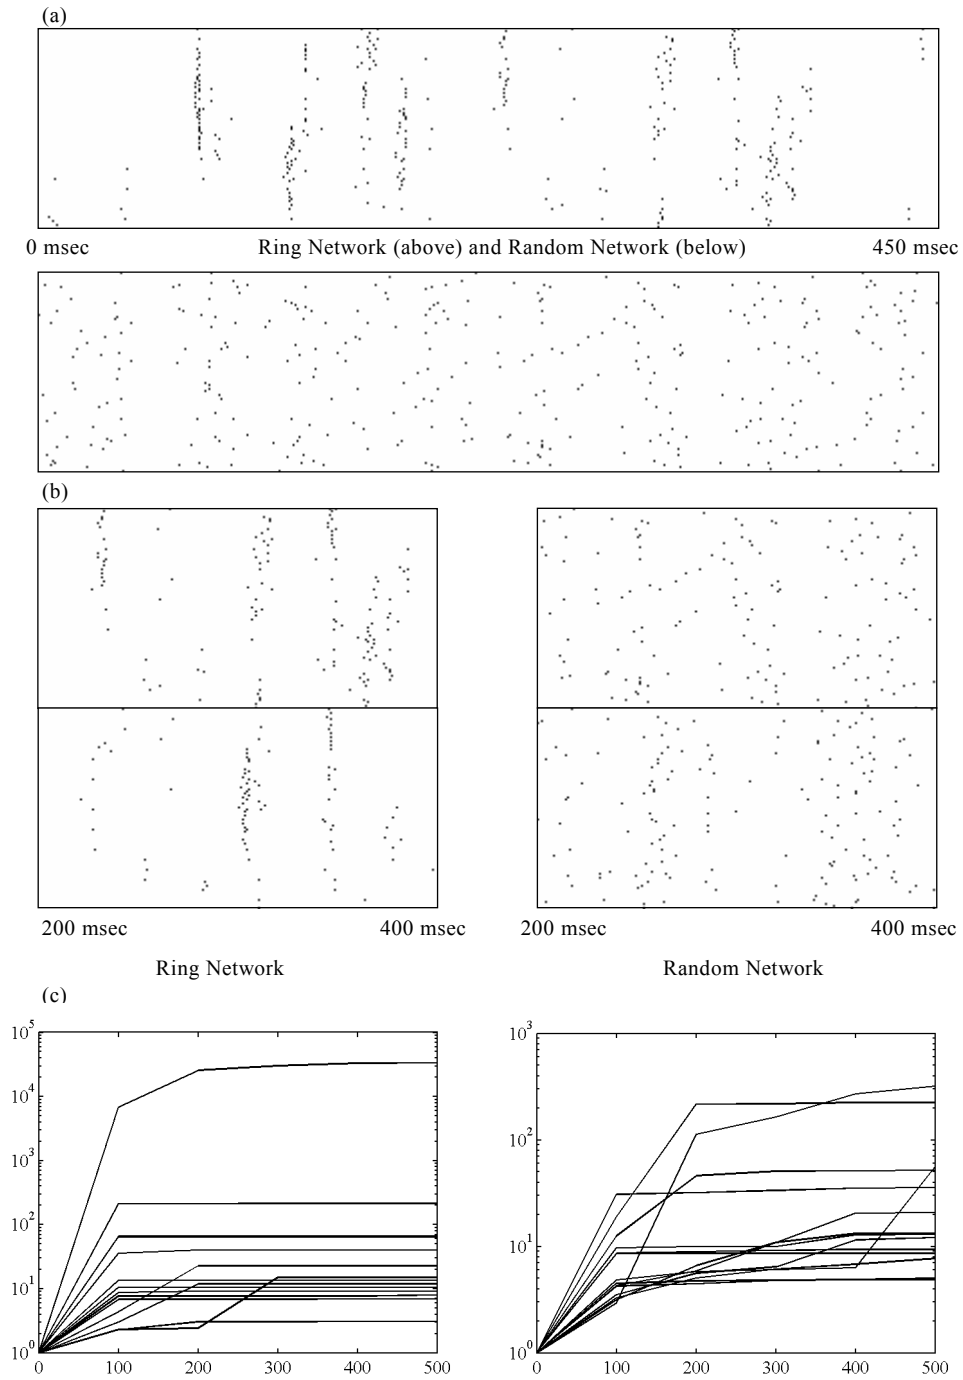 (a)
0 msec Ring Network (above) and Random Network (below) 450 msec
(b)
200 msec 400 msec 200 msec 400 msec
Ring Network Random Network
(c)
10^5
10^4
10^3
10^2
10^1
10^0
0 100 200 300 400 500
10^3
10^2
10^1
10^0
0 100 200 300 400 500